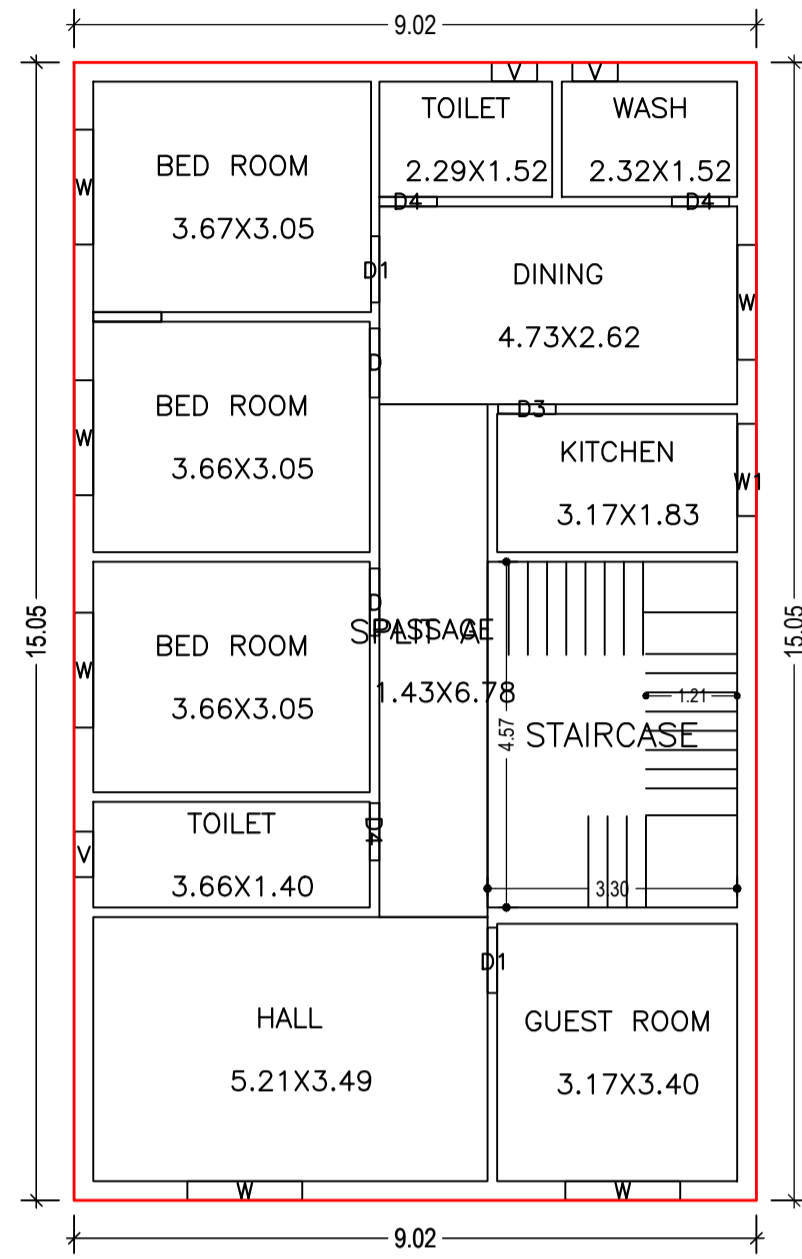 9.02
V
V
TOILET
WASH
2.29X1.52
2.32X1.52
BED ROOM
W
3.67X3.05
D4
D4
D1
DINING
W
4.73X2.62
D
BED ROOM
D3
W
3.66X3.05
KITCHEN
W1
3.17X1.83
D
15.05
15.05
BED ROOM
W
3.66X3.05
SPLIT A
PASSAGE
1.43X6.78
1.21
4.57
STAIRCASE
TOILET
D4
V
3.66X1.40
3.30
D1
HALL
5.21X3.49
GUEST ROOM
3.17X3.40
W
W
9.02